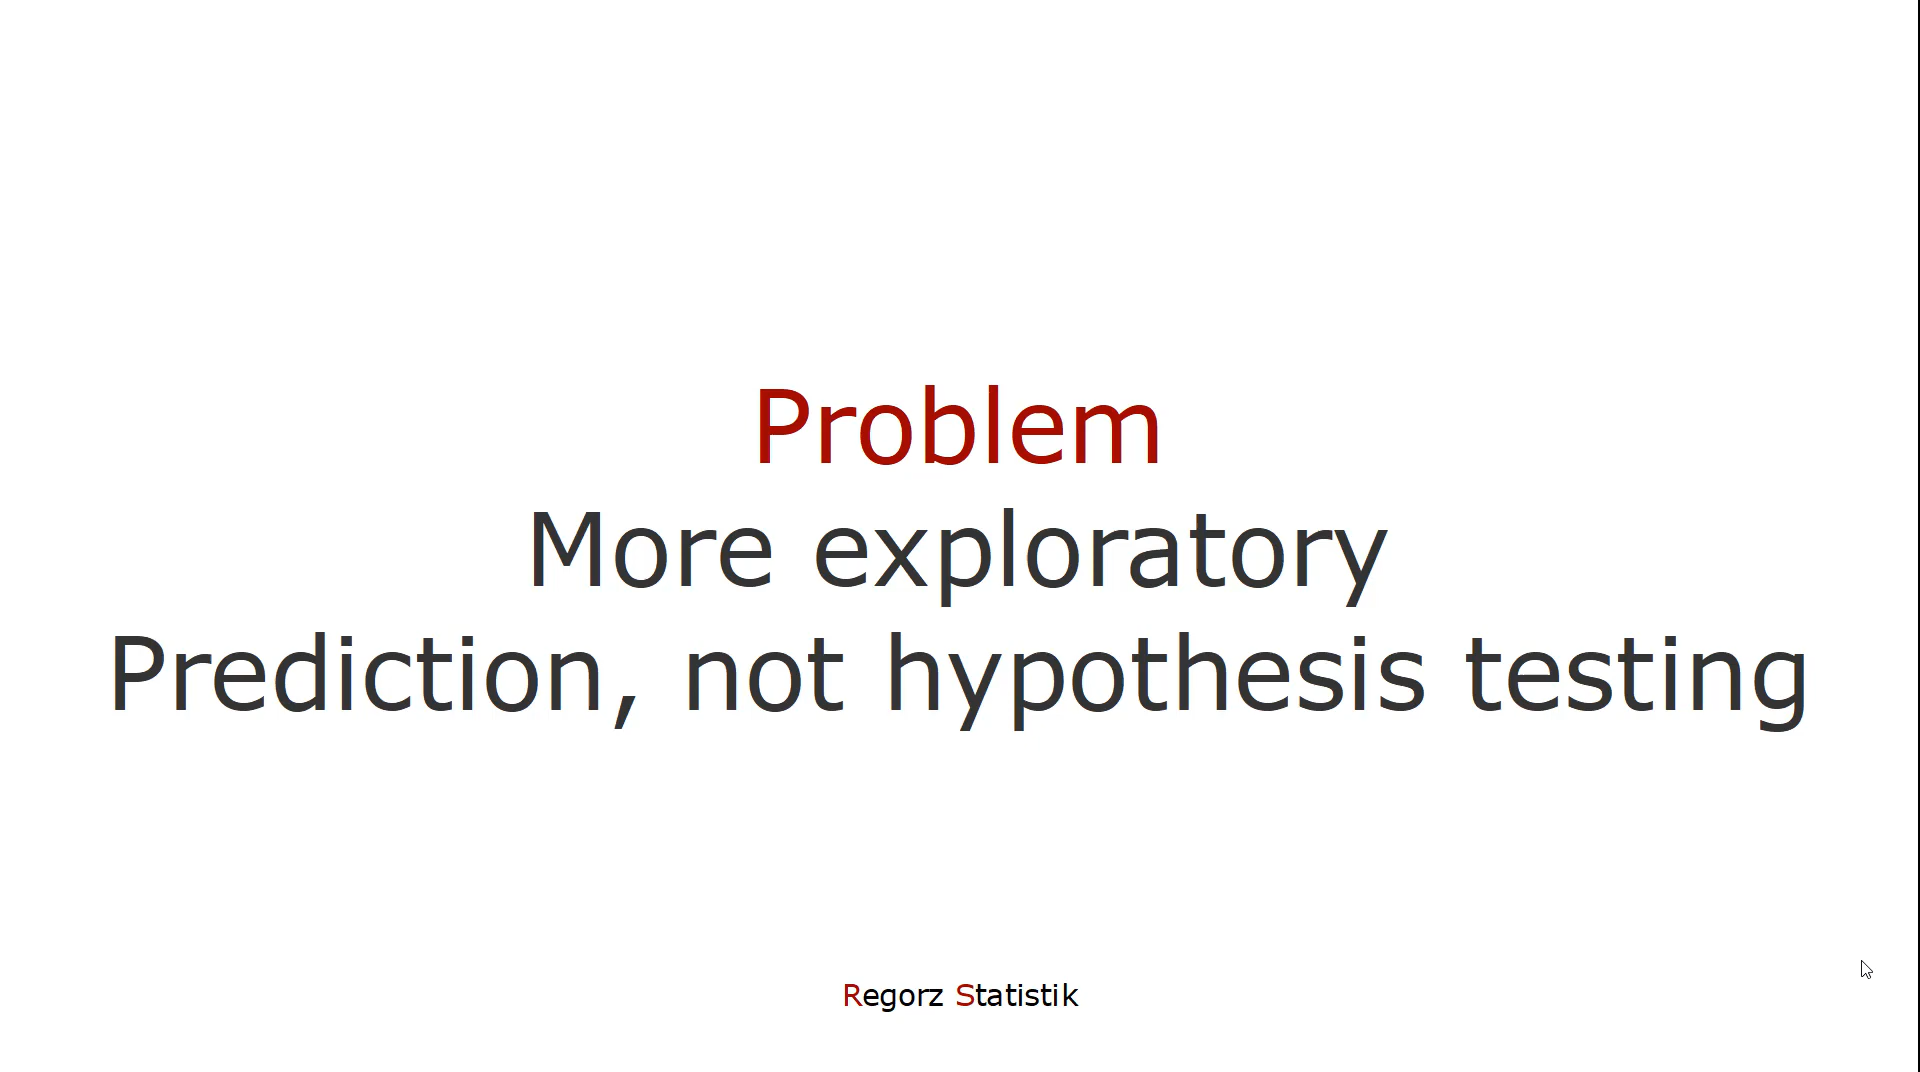 Problem
More exploratory
Prediction, not hypothesis testing
Regorz Statistik